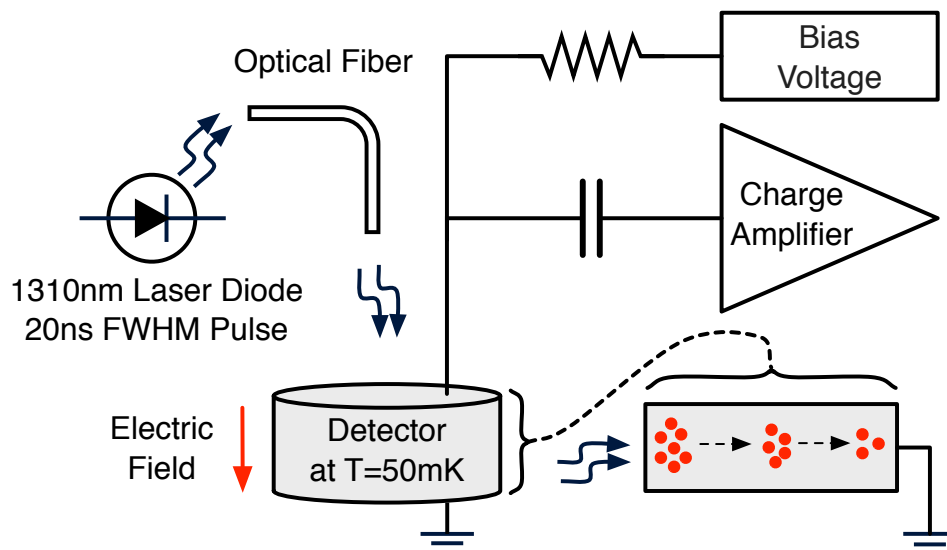 Optical Fiber
Bias
Voltage
Charge
Amplifier
1310nm Laser Diode
20ns FWHM Pulse
Electric
Field
Detector
at T=50mK